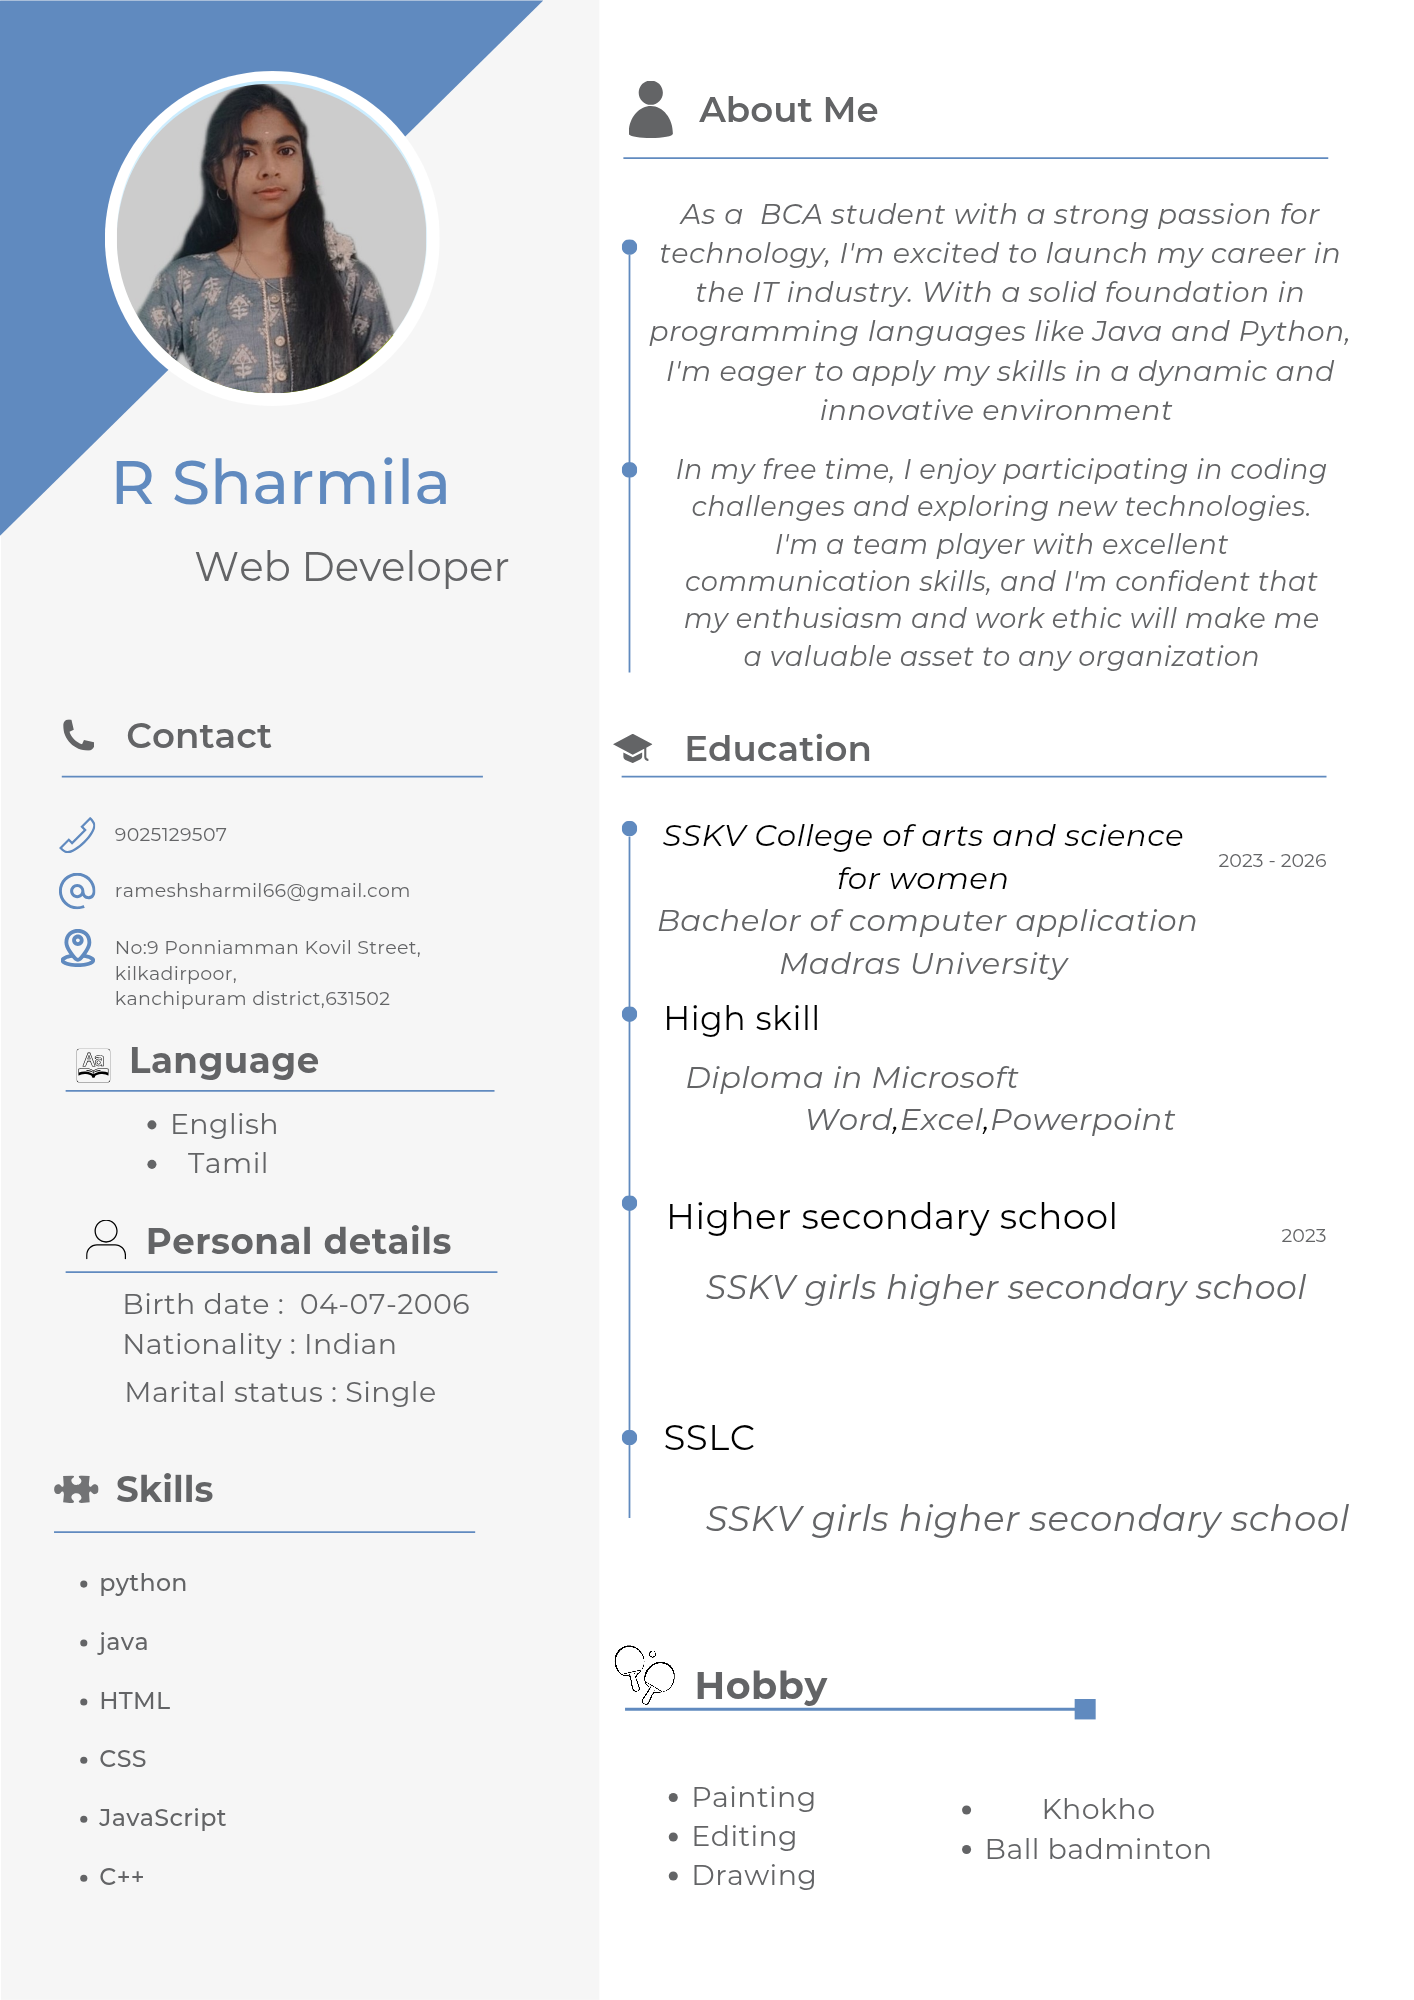 R Sharmila
Web Developer
Contact
9025129507
rameshsharmil66@gmail.com
No:9 Ponniamman Kovil Street,
kilkadirpoor,
kanchipuram district,631502
Aa
Language
English
Tamil
Personal details
Birth date :  04-07-2006
Nationality : Indian
Marital status : Single
Skills
python
java
HTML
CSS
JavaScript
C++
About Me
As a  BCA student with a strong passion for
technology, I'm excited to launch my career in
the IT industry. With a solid foundation in
programming languages like Java and Python,
I'm eager to apply my skills in a dynamic and
innovative environment
In my free time, I enjoy participating in coding
challenges and exploring new technologies.
I'm a team player with excellent
communication skills, and I'm confident that
my enthusiasm and work ethic will make me
a valuable asset to any organization
Education
SSKV College of arts and science
for women
2023 - 2026
Bachelor of computer application
Madras University
High skill
Diploma in Microsoft
Word,Excel,Powerpoint
Higher secondary school
2023
SSKV girls higher secondary school
SSLC
SSKV girls higher secondary school
Hobby
Painting
Editing
Drawing
Khokho
Ball badminton